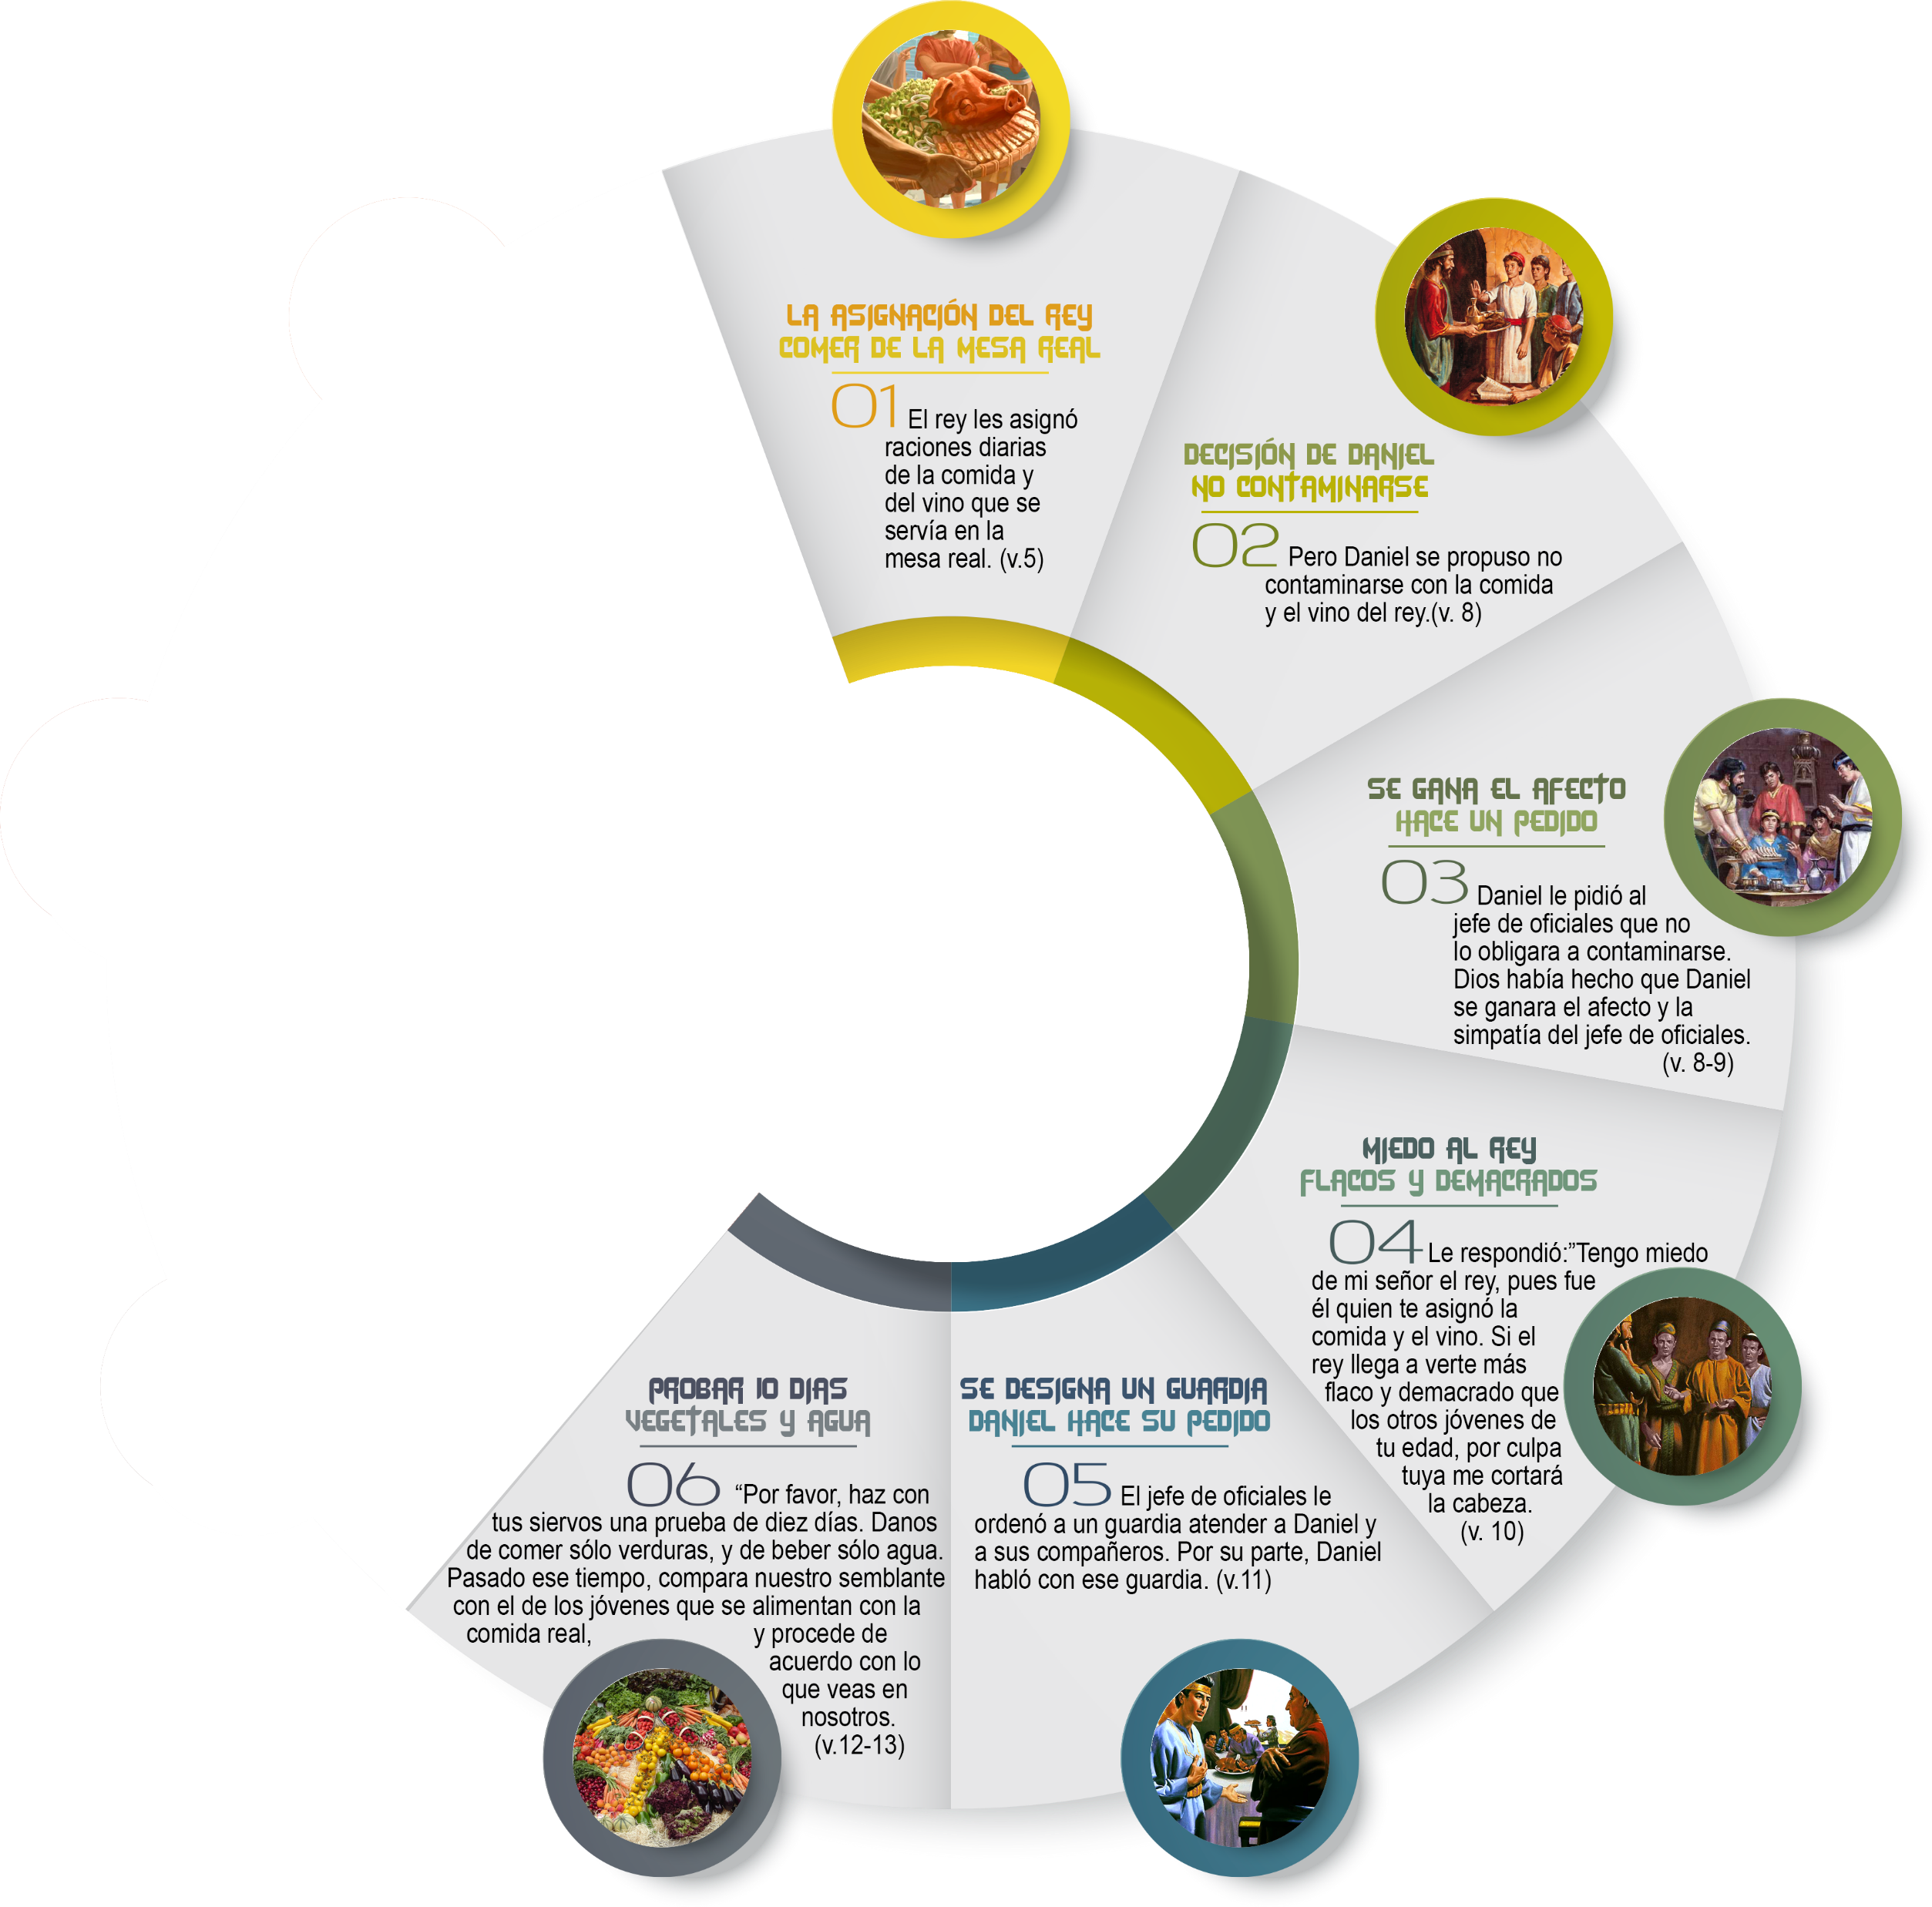 LA ASIGNACIÓN DEL REY
COMER DE LA MESA REAL
01 El rey les asignó
raciones diarias
de la comida y
del vino que se
servía en la
mesa real. (v.5)
DECISIÓN DE DANIEL
NO CONTAMINARSE
02 Pero Daniel se propuso no
contaminarse con la comida
y el vino del rey.(v. 8)
SE GANA EL AFECTO
HACE UN PEDIDO
03 Daniel le pidió al
jefe de oficiales que no
lo obligara a contaminarse.
Dios había hecho que Daniel
se ganara el afecto y la
simpatía del jefe de oficiales.
(v. 8-9)
MIEDO AL REY
FLACOS Y DEMACRADOS
04 Le respondió:”Tengo miedo
de mi señor el rey, pues fue
él quien te asignó la
comida y el vino. Si el
rey llega a verte más
flaco y demacrado que
los otros jóvenes de
tu edad, por culpa
tuya me cortará
la cabeza.
(v. 10)
SE DESIGNA UN GUARDIA
DANIEL HACE SU PEDIDO
05 El jefe de oficiales le
ordenó a un guardia atender a Daniel y
a sus compañeros. Por su parte, Daniel
habló con ese guardia. (v.11)
PROBAR 10 DIAS
VEGETALES Y AGUA
06 “Por favor, haz con
tus siervos una prueba de diez días. Danos
de comer sólo verduras, y de beber sólo agua.
Pasado ese tiempo, compara nuestro semblante
con el de los jóvenes que se alimentan con la
comida real, y procede de
acuerdo con lo
que veas en
nosotros.
(v.12-13)